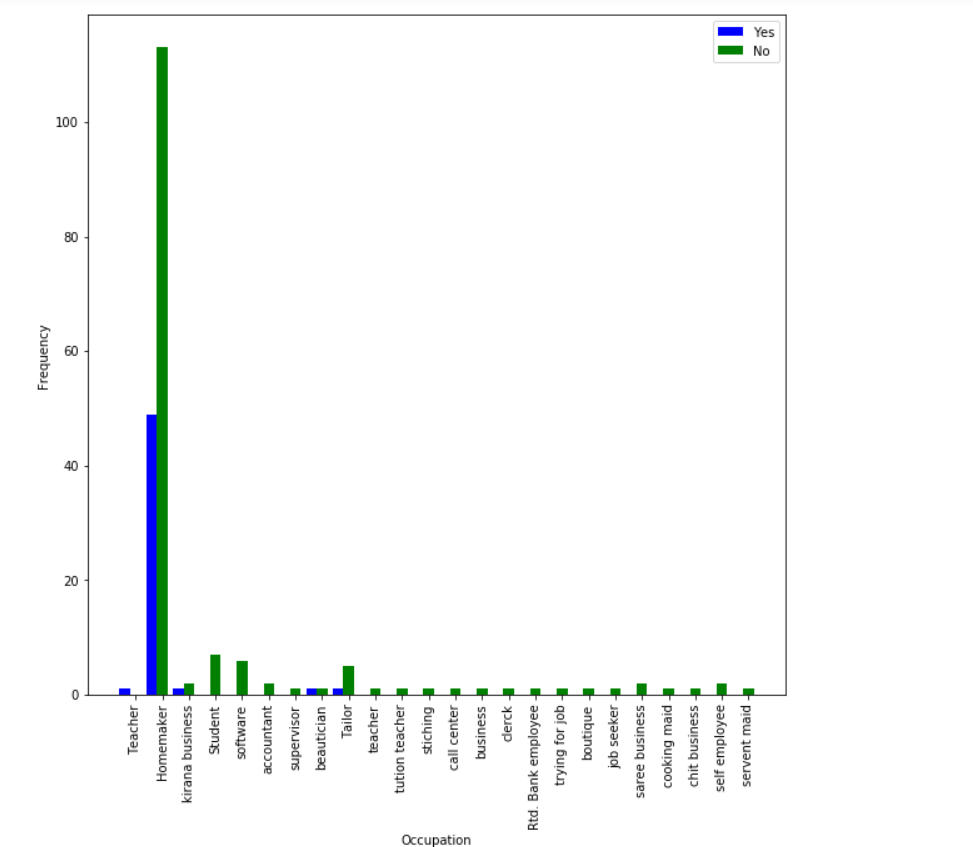 Yes
No
100
80
60
40
20
0
Frequency
Teacher
Homemaker
kirana business
Student
software
accountant
supervisor
beautician
Tailor
teacher
tution teacher
stiching
call center
business
clerck
Rtd. Bank employee
trying for job
boutique
job seeker
saree business
cooking maid
chit business
self employee
servent maid
Occupation